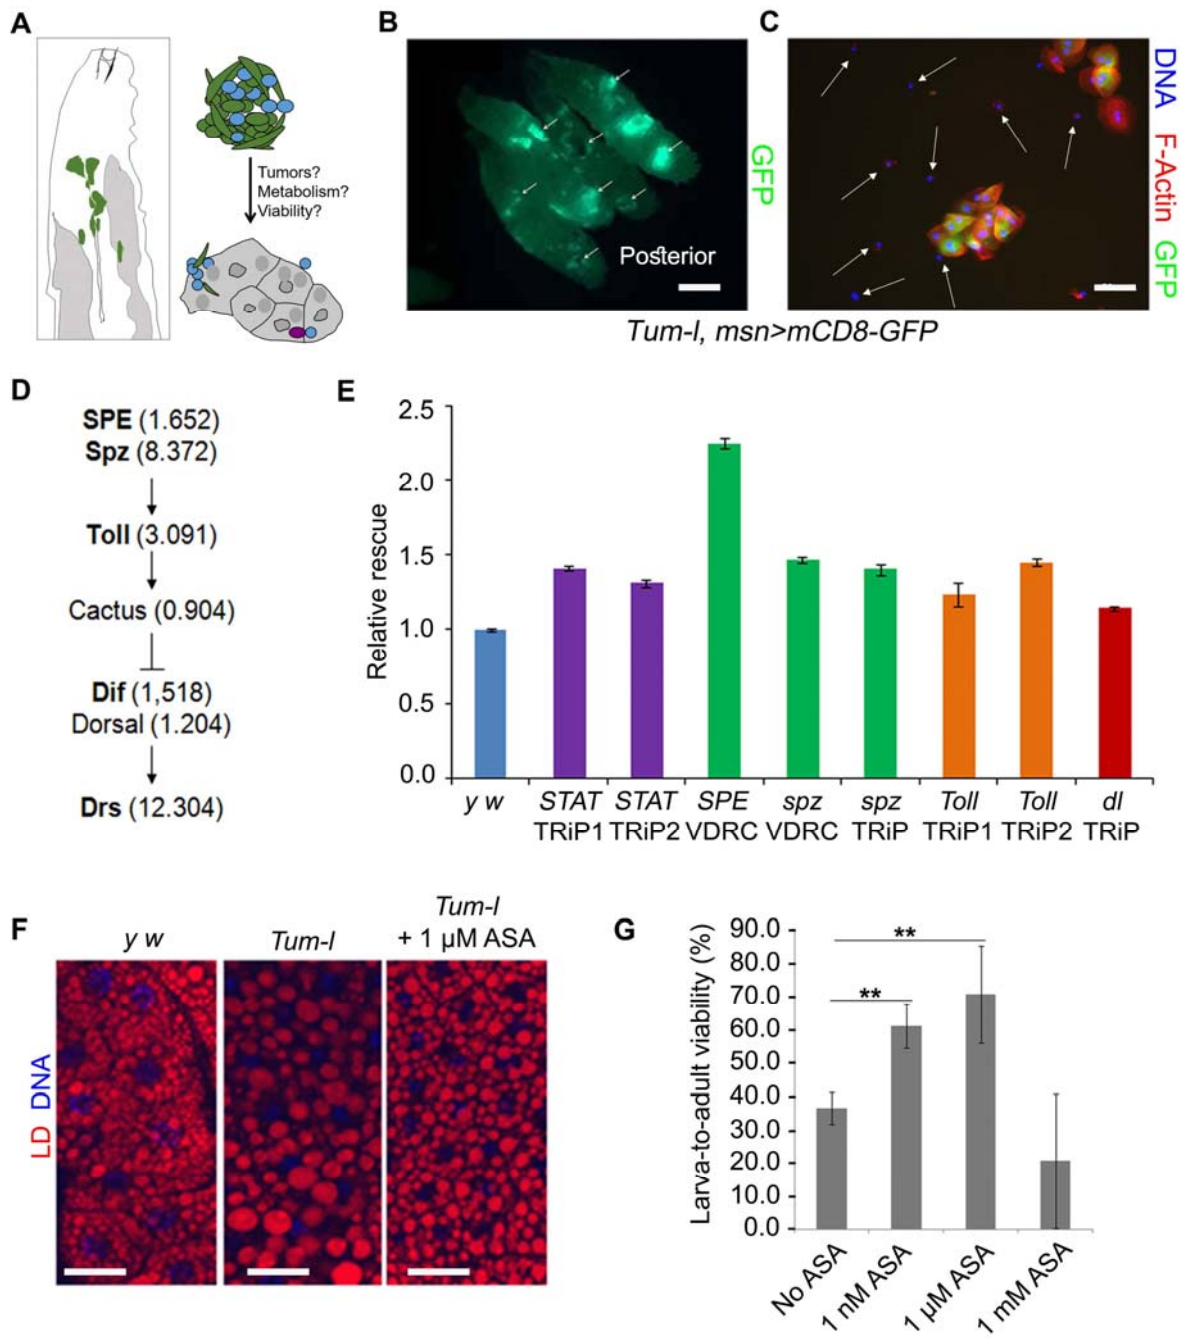 A
Tumors?
Metabolism?
Viability?
B
Posterior
GFP
C
DNA F-Actin GFP
Tum-l, msn>mCD8-GFP
D
SPE (1.652)
Spz (8.372)
Toll (3.091)
Cactus (0.904)
Dif (1,518)
Dorsal (1.204)
Drs (12.304)
E
Relative rescue
2.5
2.0
1.5
1.0
0.5
0.0
y w STAT STAT SPE spz spz Toll Toll dl
TRiP1 TRiP2 VDRC VDRC TRiP TRiP1 TRiP2 TRiP
F
y w
Tum-l
Tum-l
+ 1 µM ASA
LD DNA
G
Larva-to-adult viability (%)
90.0
80.0
70.0
60.0
50.0
40.0
30.0
20.0
10.0
0.0
**
**
No ASA
1 nM ASA
1 µM ASA
1 mM ASA